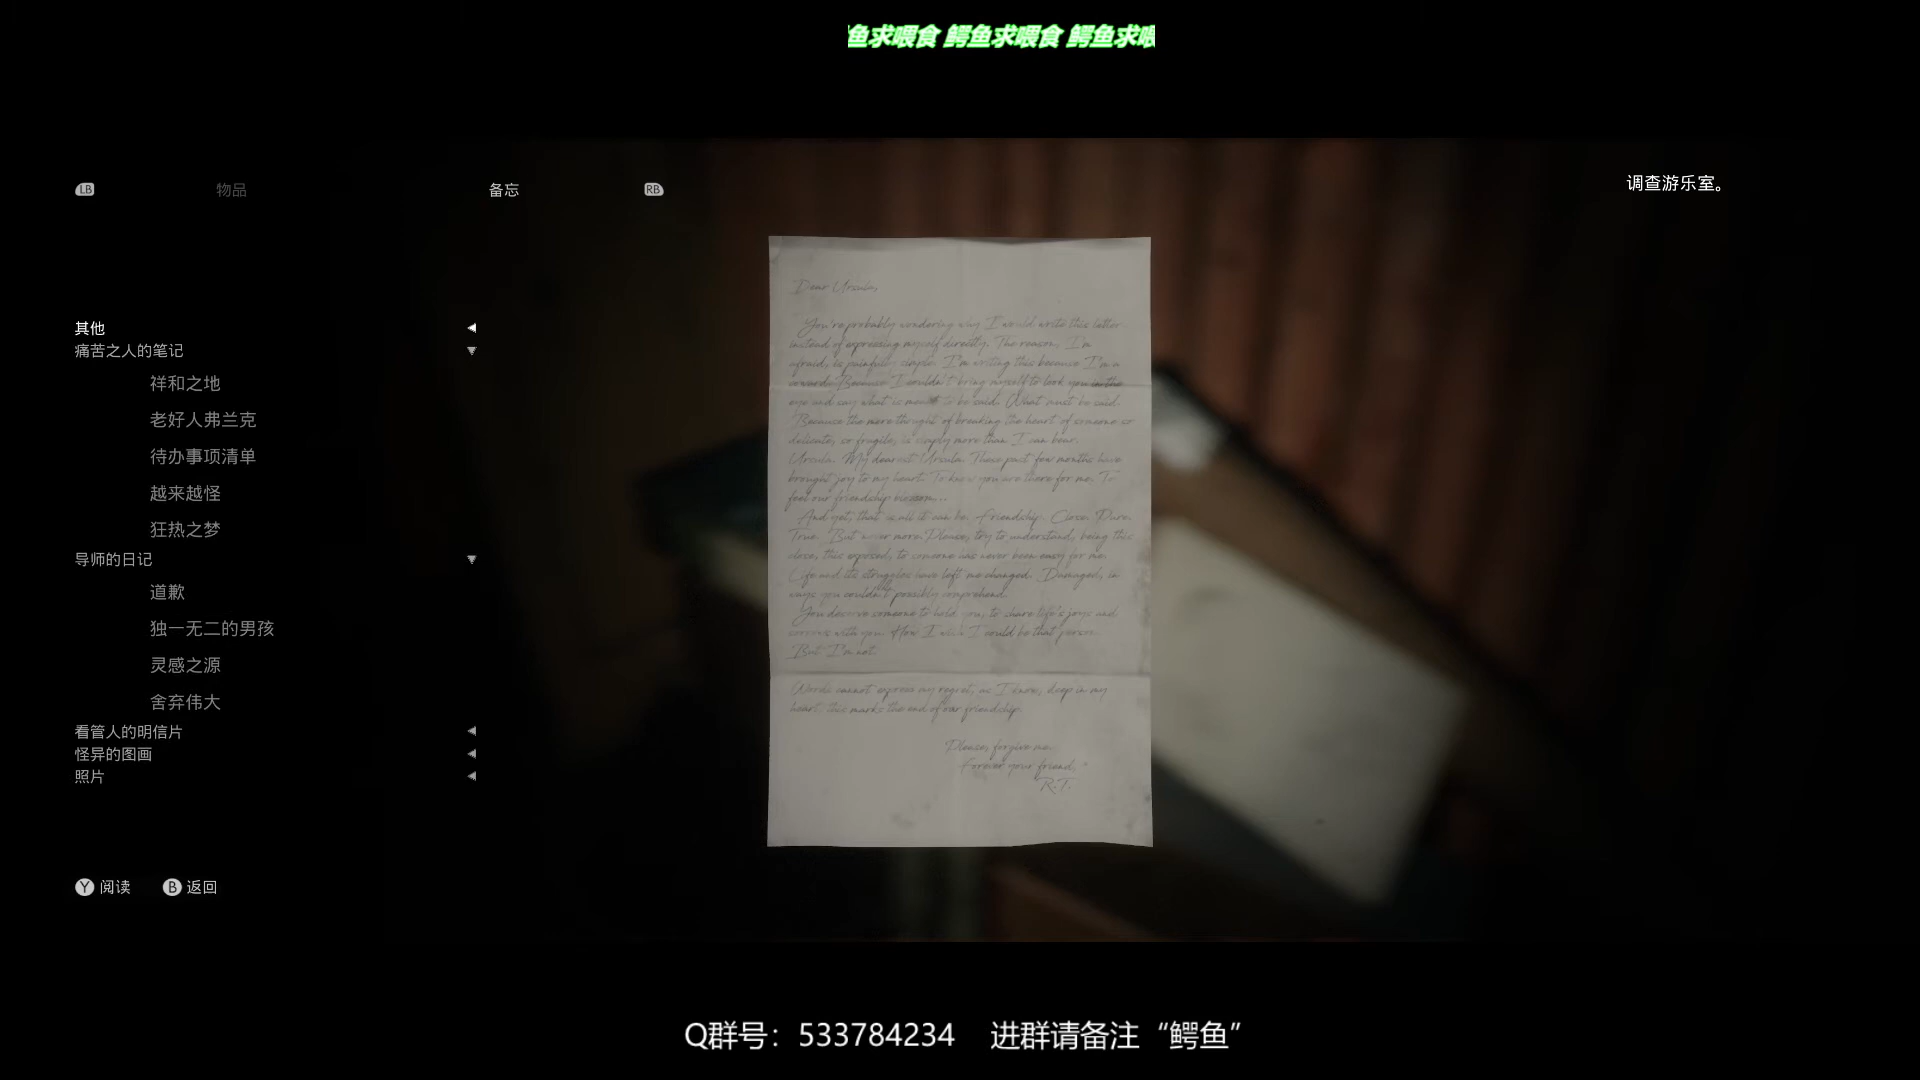 鱼求喂食 鳄鱼求喂食 鳄鱼求喂
LB 物品 备忘 RB
调查游乐室。
其他
痛苦之人的笔记
祥和之地
老好人弗兰克
待办事项清单
越来越怪
狂热之梦
导师的日记
道歉
独一无二的男孩
灵感之源
舍弃伟大
看管人的明信片
怪异的图画
照片
Y 阅读 B 返回
Dear Ursula,
You're probably wondering why I would write this letter
instead of expressing myself directly. The reason, I'm
afraid, is painfully simple. I'm writing this because I'm a
coward. Because I couldn't bring myself to look you in the
eye and say what is meant to be said. What must be said.
Because the mere thought of breaking the heart of someone so
delicate, so fragile, is simply more than I can bear.
Ursula. My dearest Ursula. These past few months have
brought joy to my heart. To know you are there for me. To
feel our friendship blossom...
And yet, that is all it can be. Friendship. Close. Pure.
True. But never more. Please, try to understand, being this
close, this exposed, to someone has never been easy for me.
Life and its struggles have left me changed. Damaged, in
ways you couldn't possibly comprehend.
You deserve someone to hold you, to share life's joys and
sorrows with you. How I wish I could be that person.
But I'm not.
Words cannot express my regret, as I know, deep in my
heart, this marks the end of our friendship.
Please, forgive me.
Forever your friend,
R.T.
Q群号：533784234 进群请备注“鳄鱼”